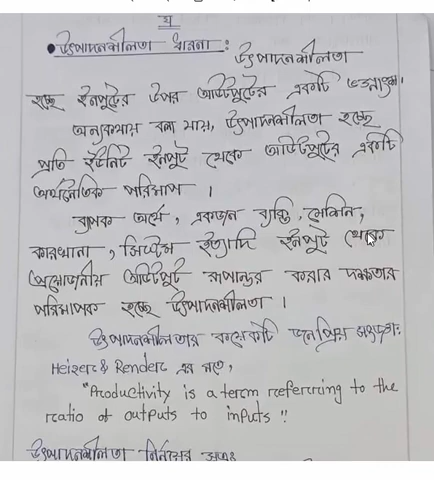 ঘ
• উৎপাদনশীলতা ধারনা : উৎপাদনশীলতা
হচ্ছে ইনপুটের উপর আউটপুটের একটি ভগ্নাংশ।
অন্যকথায় বলা যায়, উৎপাদনশীলতা হচ্ছে
প্রতি ইউনিট ইনপুট থেকে আউটপুটের একটি
অর্থনৈতিক পরিমাপ ।
ব্যাপক অর্থে, একজন ব্যক্তি, মেশিন,
কারখানা, সিস্টেম ইত্যাদি ইনপুট থেকে
প্রয়োজনীয় আউটপুট রূপান্তর করার দক্ষতার
পরিমাপক হচ্ছে উৎপাদনশীলতা ।
উৎপাদনশীলতার কয়েকটি জনপ্রিয় সংজ্ঞা:
Heizer & Render এর মতে,
"Productivity is a term referring to the
ratio of outputs to inputs"
উৎপাদনশীলতা নির্ণয়ের সূত্রঃ